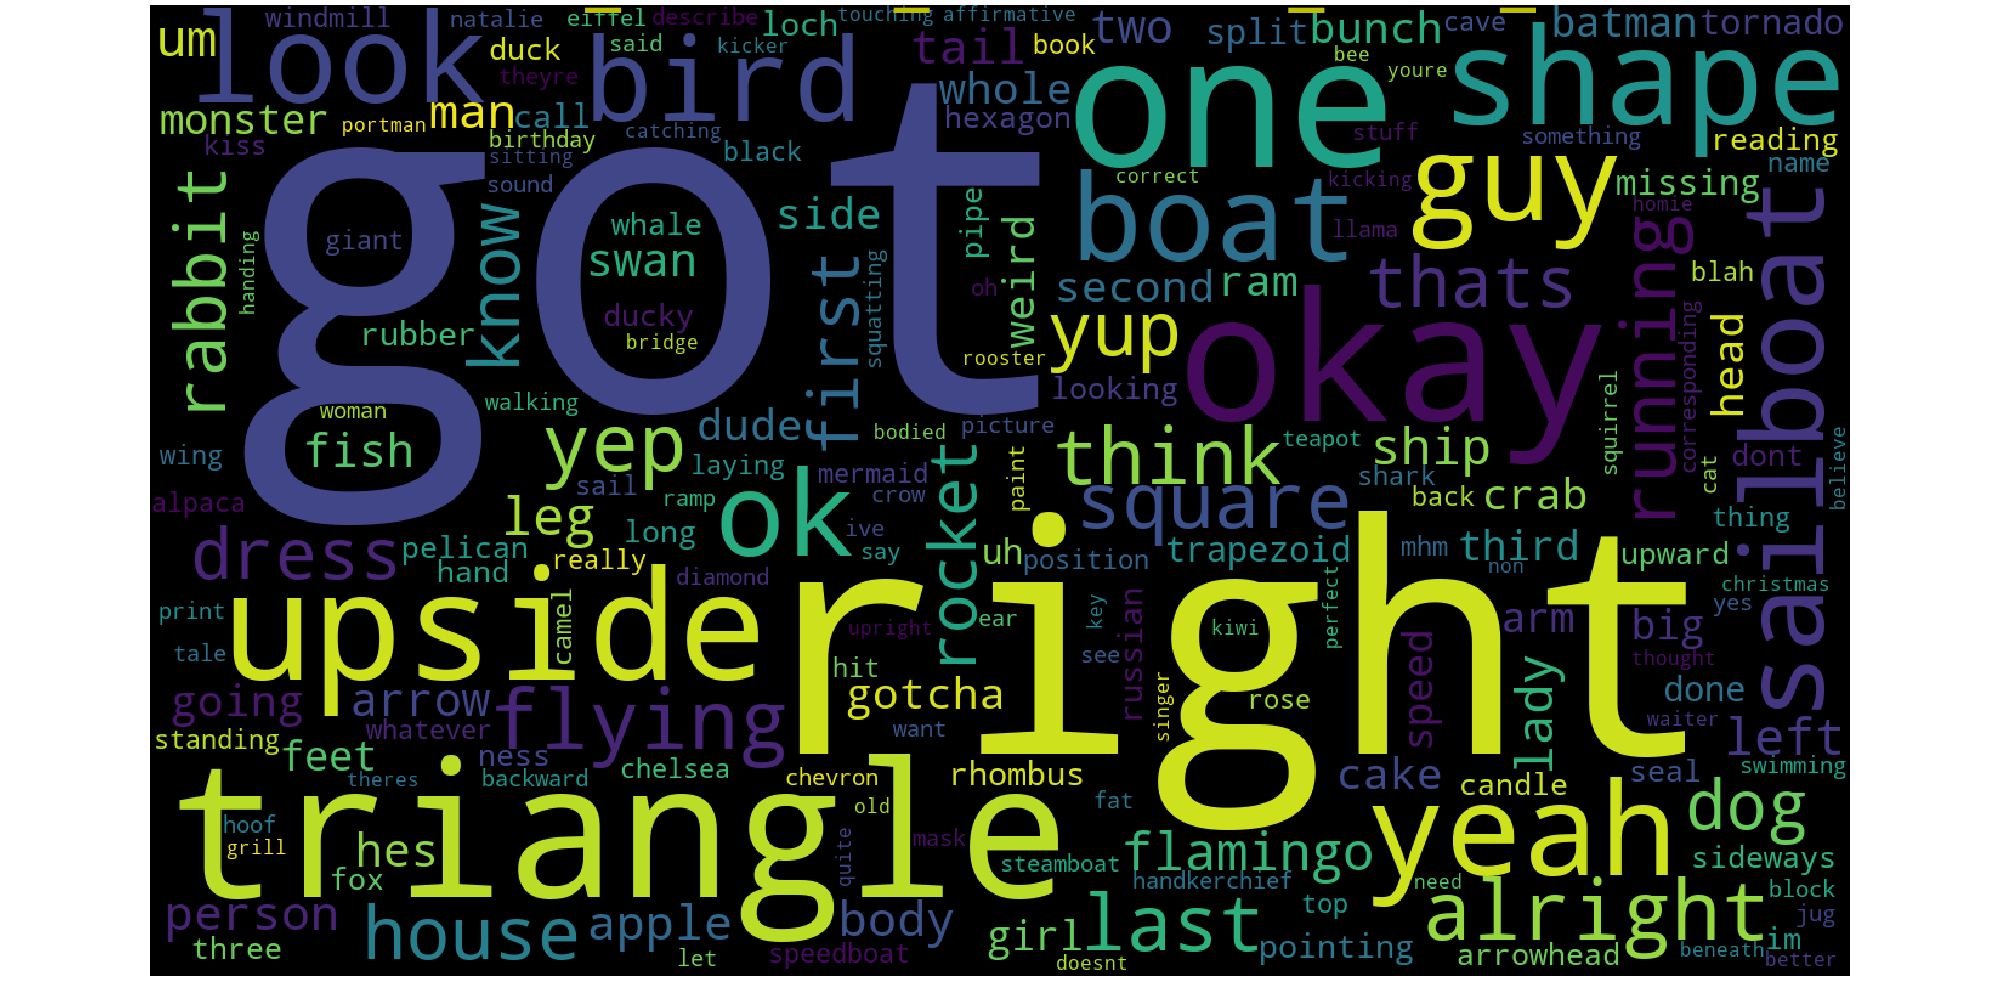 windmill
natalie
eiffel
describe
touching
affirmative
two
split
bunch
cave
batman
tornado
um
look
duck
said
loch
kicker
tail
book
bee
youre
shape
theyre
bird
one
whole
monster
portman
man
call
birthday
catching
black
hexagon
stuff
something
reading
kiss
sitting
sound
correct
kicking
guy
missing
name
rabbit
handing
giant
got
know
whale
swan
side
first
squatting
pipe
weird
boat
llama
homie
sailboat
oh
second
ram
thats
running
blah
rubber
ducky
bridge
rooster
yup
okay
corresponding
head
looking
woman
walking
dude
bodied
picture
squirrel
wing
fish
yep
laying
mermaid
rocket
paint
think
teapot
ship
shark
cat
dont
believe
alpaca
sail
ramp
ok
crow
square
back
crab
thing
dress
leg
long
ive
say
pelican
really
hand
uh
position
trapezoid
mhm
third
non
upward
christmas
diamond
print
upside
camel
upright
ear
key
right
kiwi
perfect
arm
big
yes
tale
hit
see
russian
singer
speed
lady
thought
going
arrow
flying
gotcha
rose
done
whatever
want
waiter
left
standing
feet
ness
theres
backward
chelsea
chevron
rhombus
cake
candle
seal
swimming
triangle
old
fat
yeah
dog
hoof
grill
hes
fox
quite
mask
steamboat
flamingo
handkerchief
need
sideways
block
person
house
apple
body
last
top
alright
jug
three
let
speedboat
girl
doesnt
pointing
arrowhead
im
beneath
better